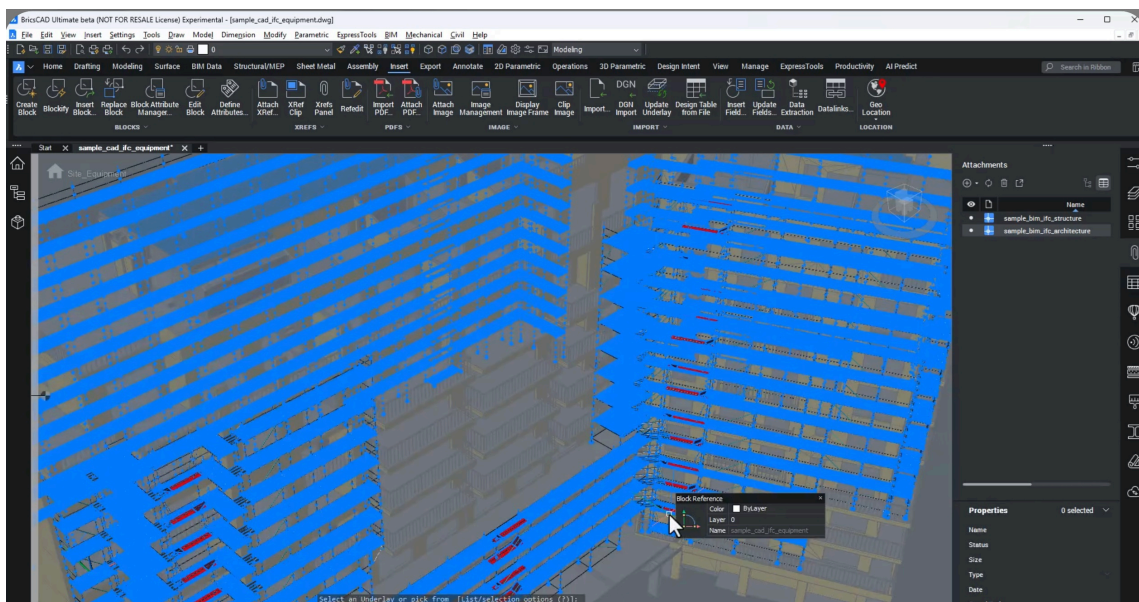 BricsCAD Ultimate beta (NOT FOR RESALE License) Experimental - [sample_cad_ifc_equipment.dwg]
File Edit View Insert Settings Tools Draw Model Dimension Modify Parametric ExpressTools BIM Mechanical Civil Help
0 Modeling
Home Drafting Modeling Surface BIM Data Structural/MEP Sheet Metal Assembly Insert Export Annotate 2D Parametric Operations 3D Parametric Design Intent View Manage ExpressTools Productivity AI Predict Search in Ribbon
DGN
Create Blockify Insert Replace Block Attribute Edit Define Attach XRef Xrefs Refedit Import Attach Attach Image Display Clip Import... DGN Update Design Table Insert Update Data Datalinks... Geo
Block Block... Block Manager... Block Attributes... XRef... Clip Panel PDF... PDF... Image Management Image Frame Image Import Underlay from File Field... Fields... Extraction Location
BLOCKS XREFS PDFS IMAGE IMPORT DATA LOCATION
Start sample_cad_ifc_equipment*
Site_Equipment
Attachments
Name
sample_bim_ifc_structure
sample_bim_ifc_architecture
Block Reference
Color ByLayer
Layer 0
Name sample_cad_ifc_equipment
Properties 0 selected
Name
Status
Size
Type
Date
Select an Underlay or pick from [List/selection options (?)]: